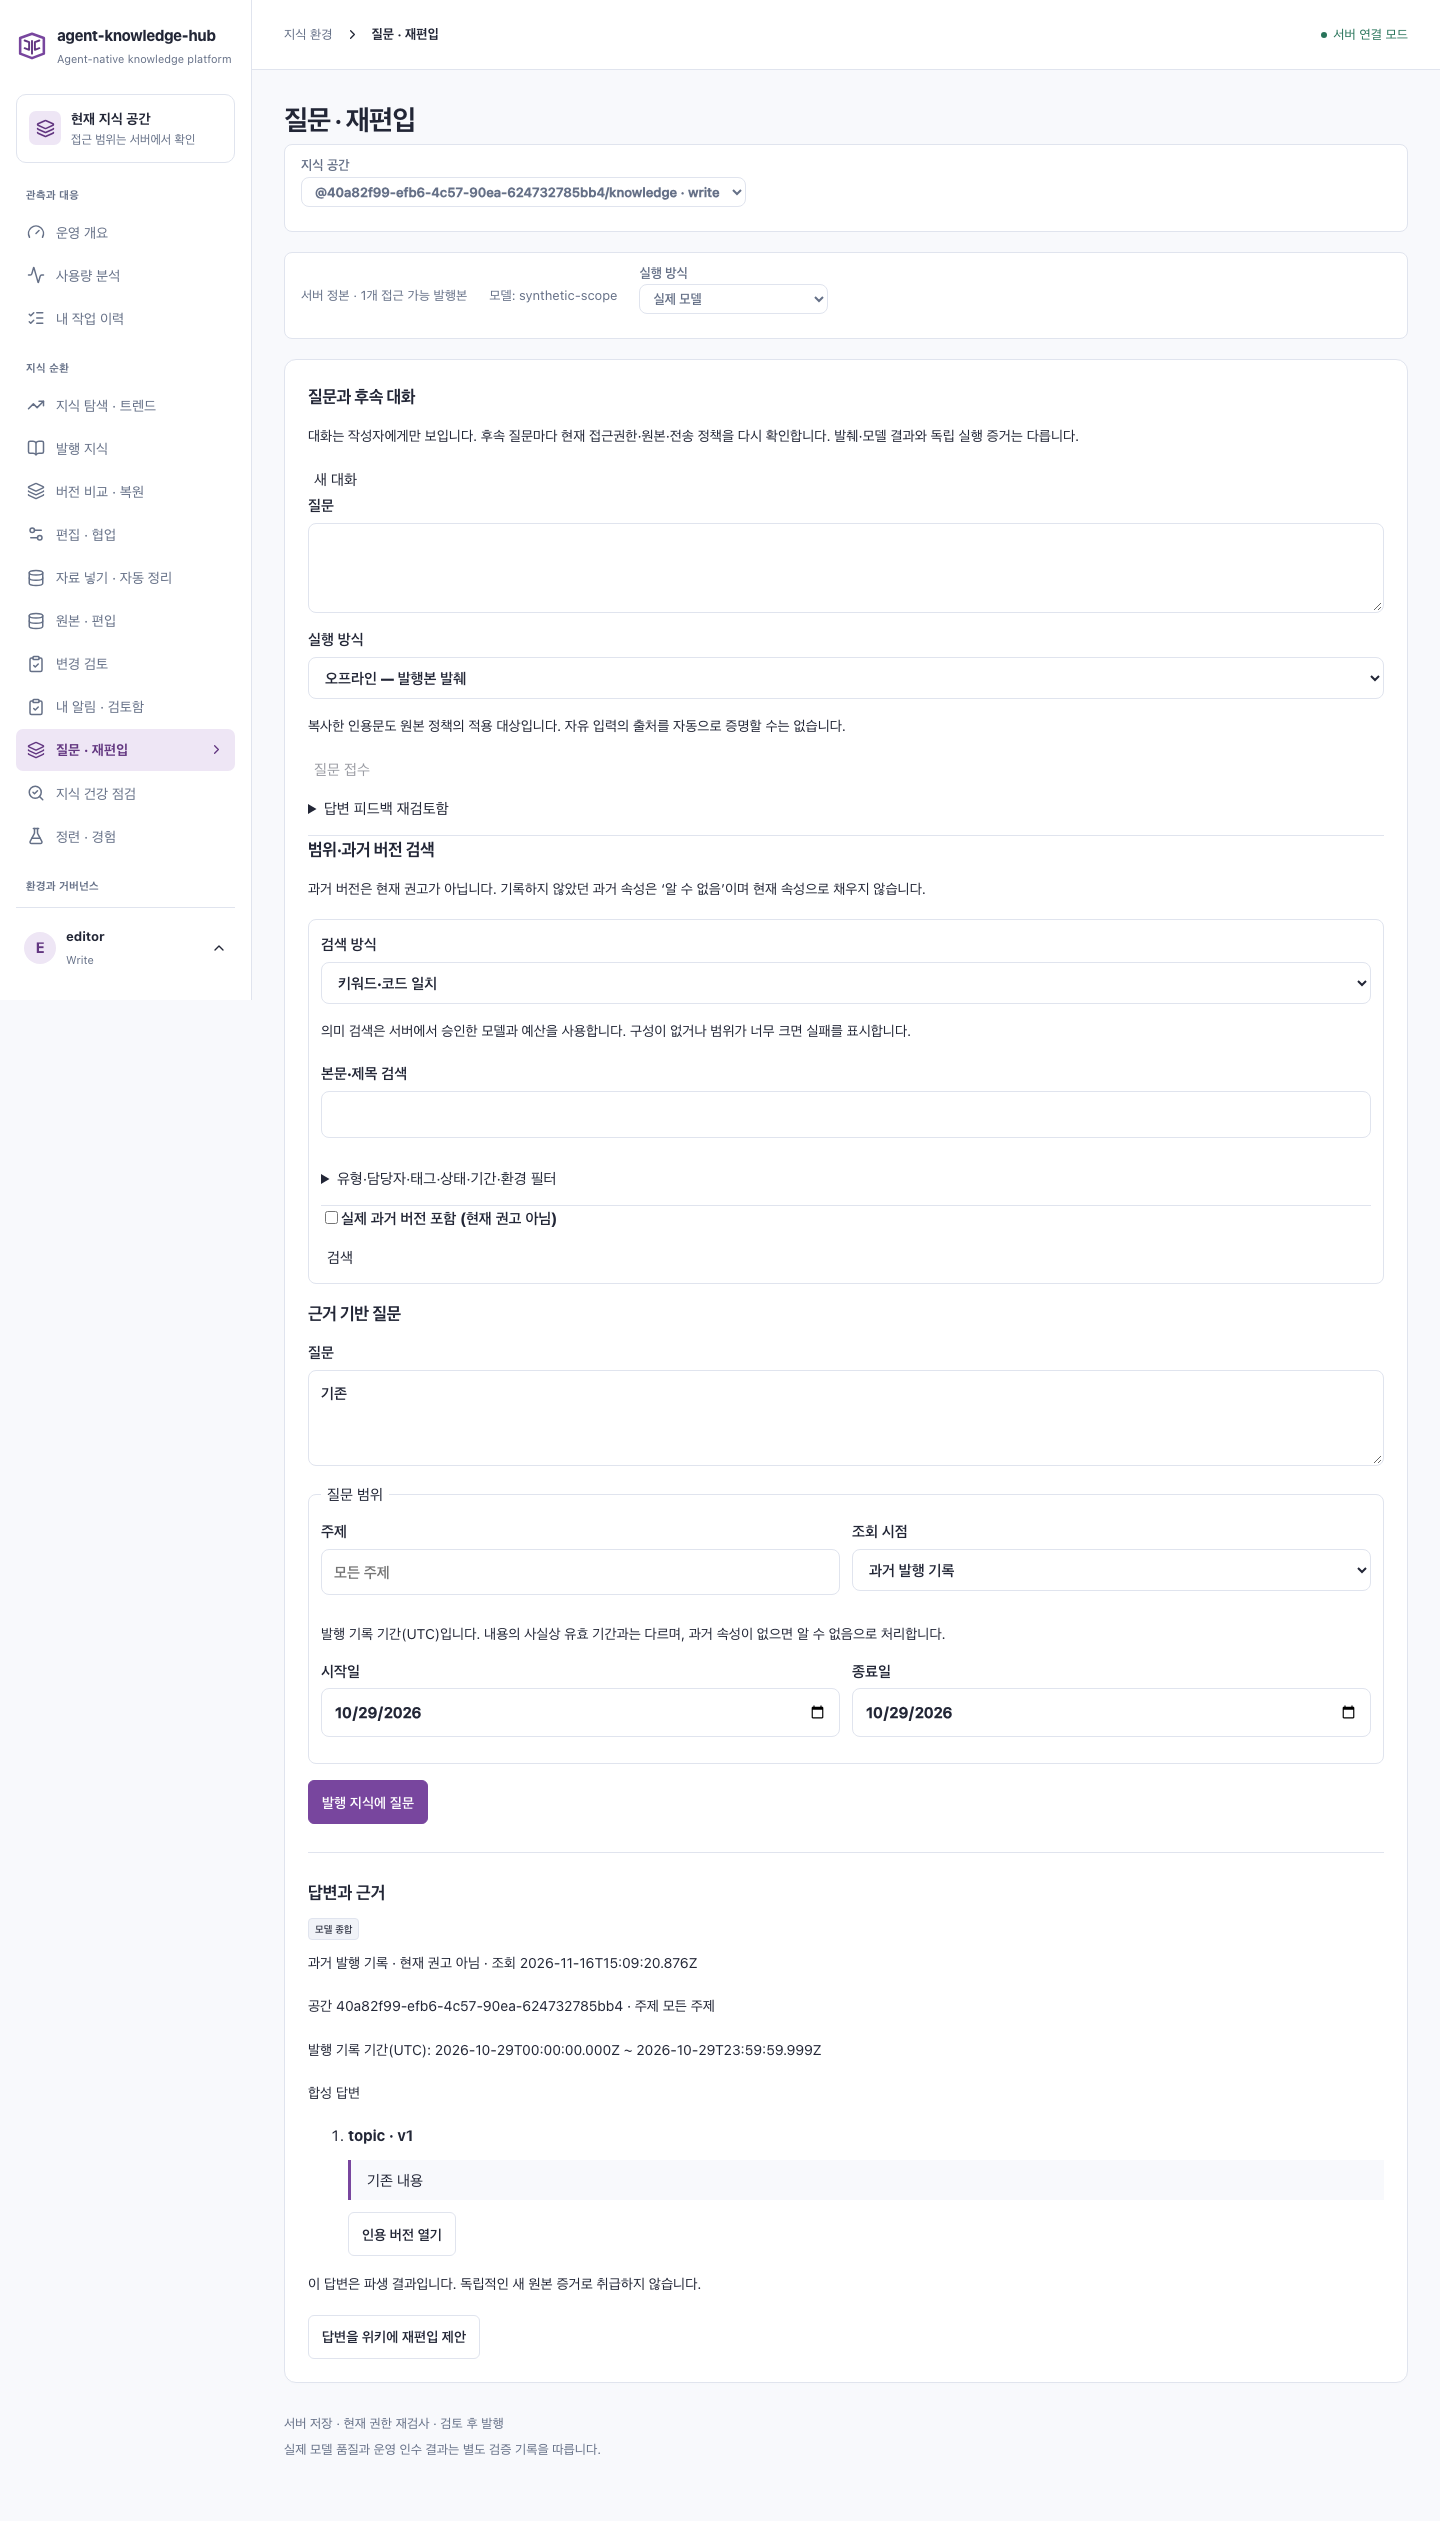 agent-knowledge-hub
Agent-native knowledge platform
현재 지식 공간
접근 범위는 서버에서 확인
관측과 대응
운영 개요
사용량 분석
내 작업 이력
지식 순환
지식 탐색 · 트렌드
발행 지식
버전 비교 · 복원
편집 · 협업
자료 넣기 · 자동 정리
원본 · 편입
변경 검토
내 알림 · 검토함
질문 · 재편입
지식 건강 점검
정련 · 경험
환경과 거버넌스
E
editor
Write
지식 환경
질문 · 재편입
서버 연결 모드
질문 · 재편입
지식 공간
@40a82f99-efb6-4c57-90ea-624732785bb4/knowledge · write
서버 정본 · 1개 접근 가능 발행본
모델: synthetic-scope
실행 방식
실제 모델
질문과 후속 대화
대화는 작성자에게만 보입니다. 후속 질문마다 현재 접근권한·원본·전송 정책을 다시 확인합니다. 발췌·모델 결과와 독립 실행 증거는 다릅니다.
새 대화
질문
실행 방식
오프라인 — 발행본 발췌
복사한 인용문도 원본 정책의 적용 대상입니다. 자유 입력의 출처를 자동으로 증명할 수는 없습니다.
질문 접수
답변 피드백 재검토함
범위·과거 버전 검색
과거 버전은 현재 권고가 아닙니다. 기록하지 않았던 과거 속성은 ‘알 수 없음’이며 현재 속성으로 채우지 않습니다.
검색 방식
키워드·코드 일치
의미 검색은 서버에서 승인한 모델과 예산을 사용합니다. 구성이 없거나 범위가 너무 크면 실패를 표시합니다.
본문·제목 검색
유형·담당자·태그·상태·기간·환경 필터
실제 과거 버전 포함 (현재 권고 아님)
검색
근거 기반 질문
질문
기존
질문 범위
주제
모든 주제
조회 시점
과거 발행 기록
발행 기록 기간(UTC)입니다. 내용의 사실상 유효 기간과는 다르며, 과거 속성이 없으면 알 수 없음으로 처리합니다.
시작일
10/29/2026
종료일
10/29/2026
발행 지식에 질문
답변과 근거
모델 종합
과거 발행 기록 · 현재 권고 아님 · 조회 2026-11-16T15:09:20.876Z
공간 40a82f99-efb6-4c57-90ea-624732785bb4 · 주제 모든 주제
발행 기록 기간(UTC): 2026-10-29T00:00:00.000Z ~ 2026-10-29T23:59:59.999Z
합성 답변
1. topic · v1
기존 내용
인용 버전 열기
이 답변은 파생 결과입니다. 독립적인 새 원본 증거로 취급하지 않습니다.
답변을 위키에 재편입 제안
서버 저장 · 현재 권한 재검사 · 검토 후 발행
실제 모델 품질과 운영 인수 결과는 별도 검증 기록을 따릅니다.